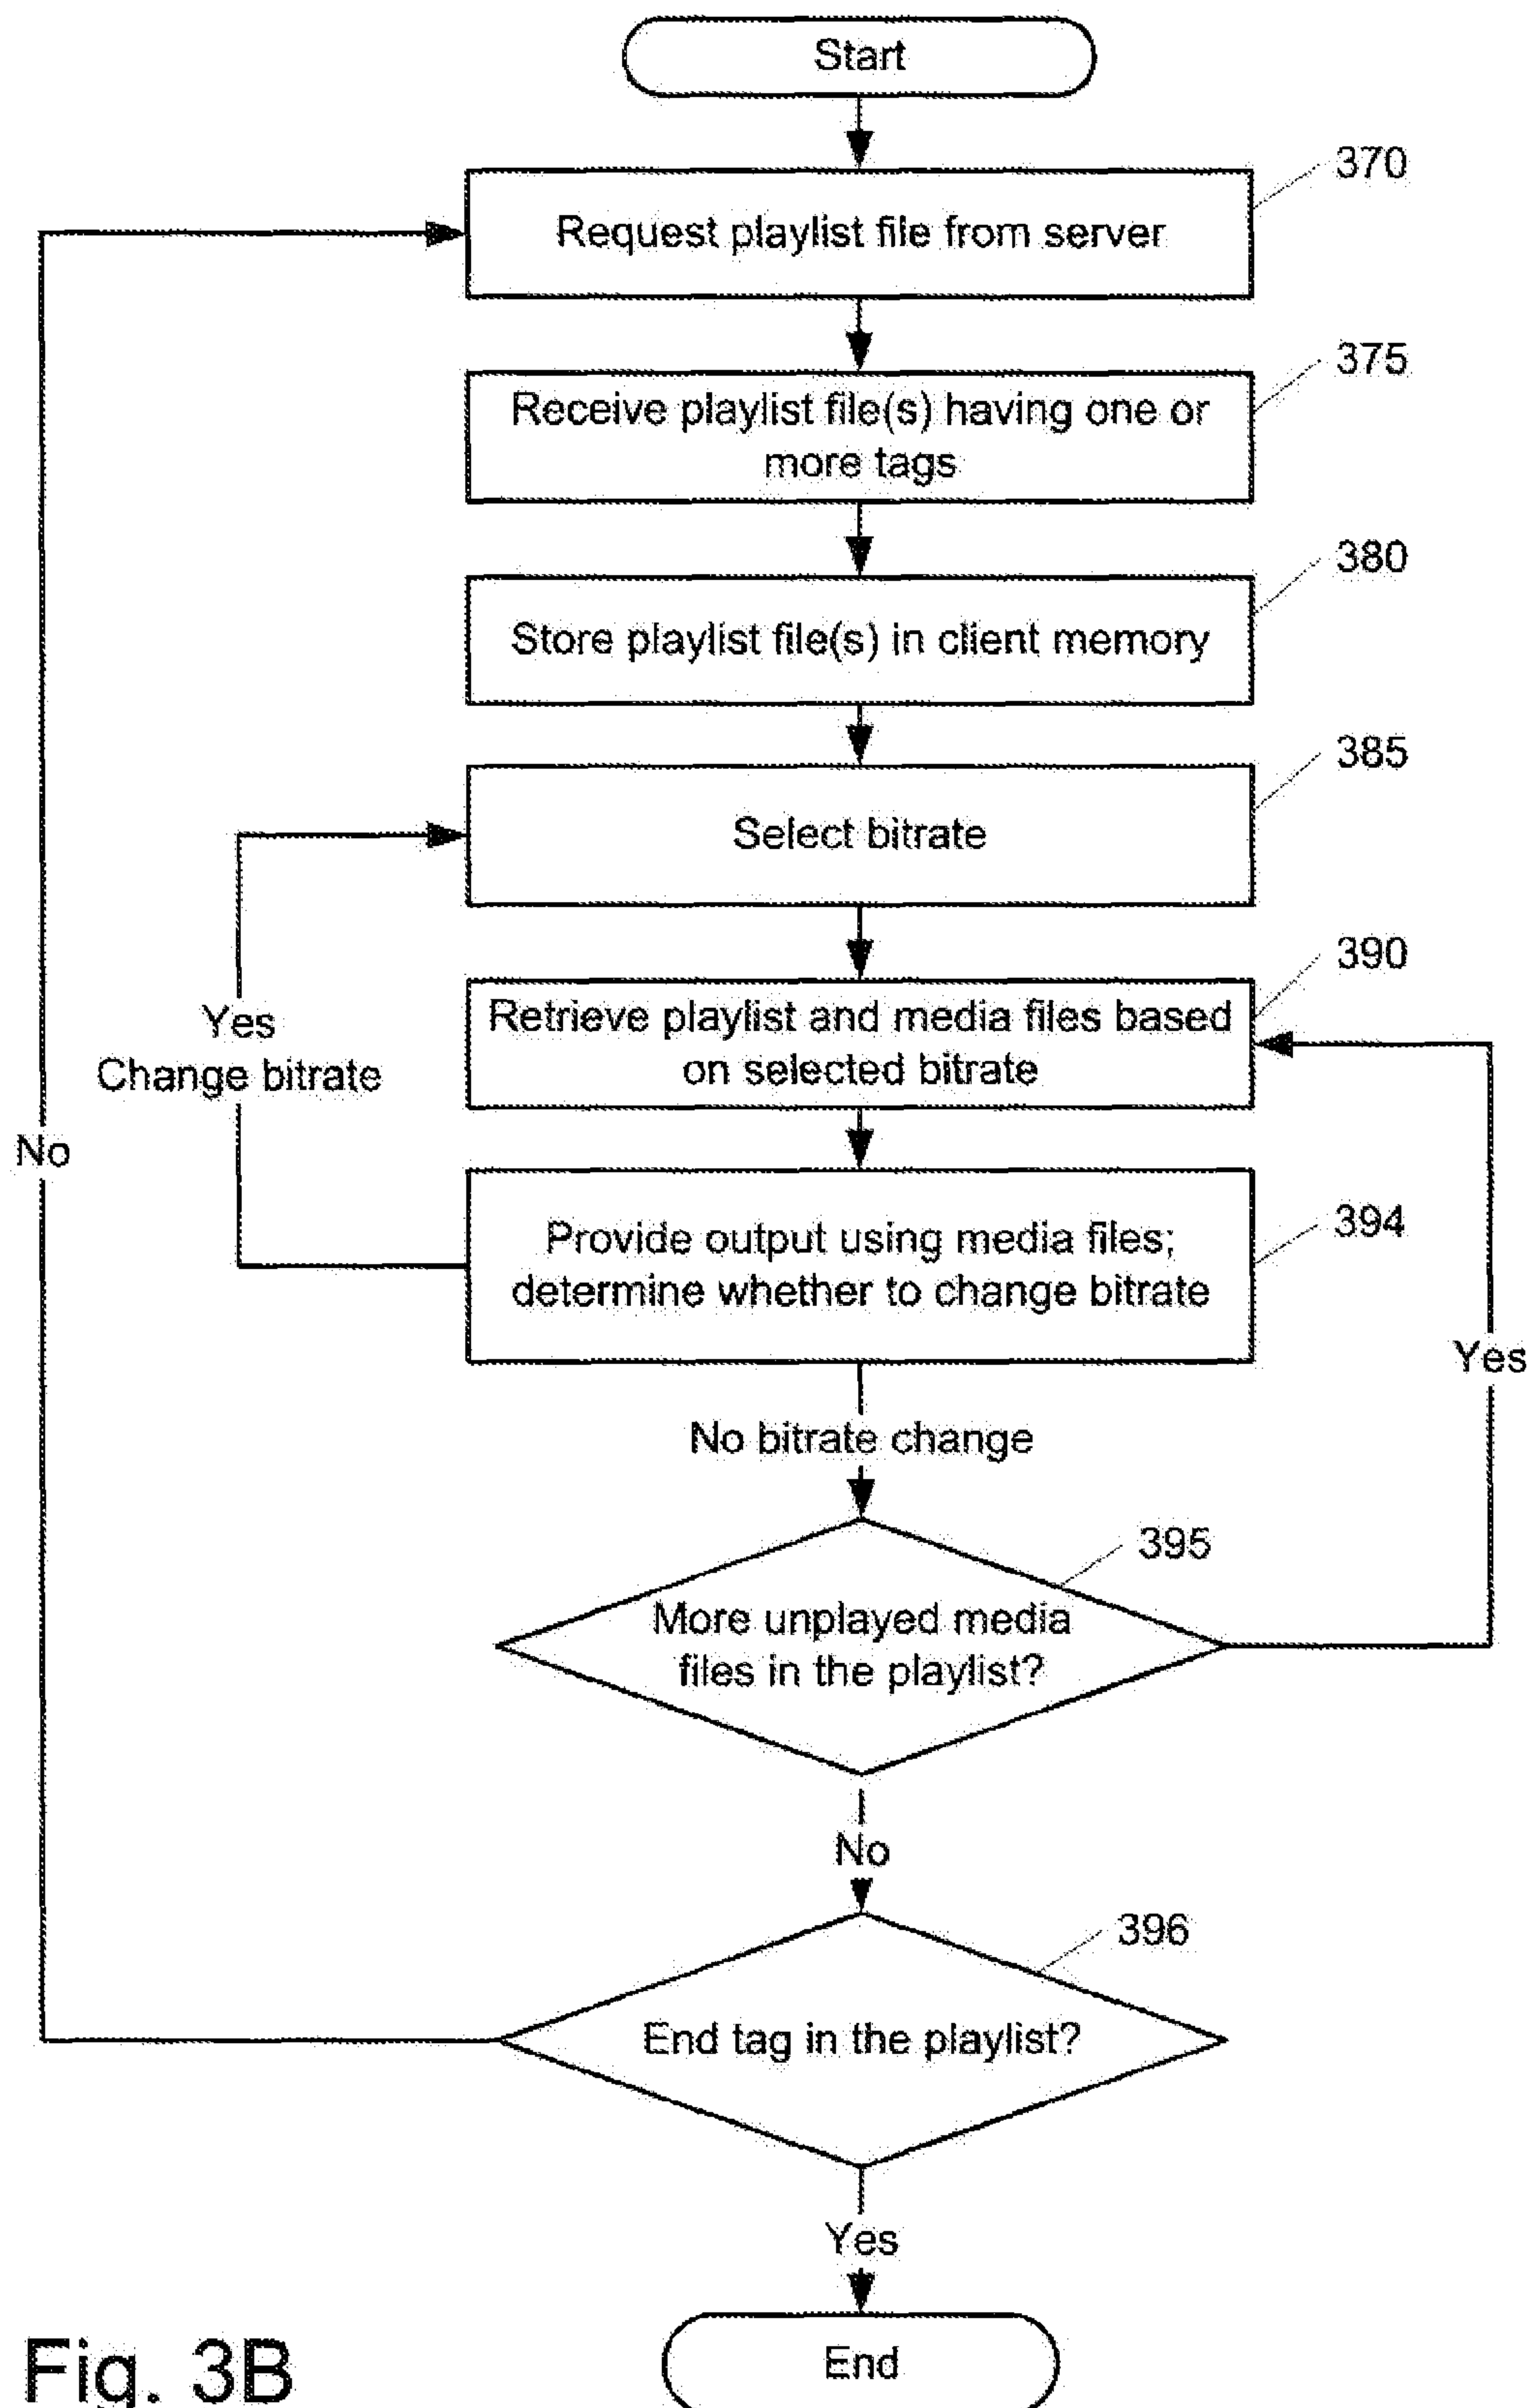 Start
370
Request playlist file from server
375
Receive playlist file(s) having one or
more tags
380
Store playlist file(s) in client memory
385
Select bitrate
390
Retrieve playlist and media files based
on selected bitrate
Yes
Change bitrate
No
394
Provide output using media files;
determine whether to change bitrate
Yes
No bitrate change
395
More unplayed media
files in the playlist?
No
396
End tag in the playlist?
Yes
End
Fig. 3B